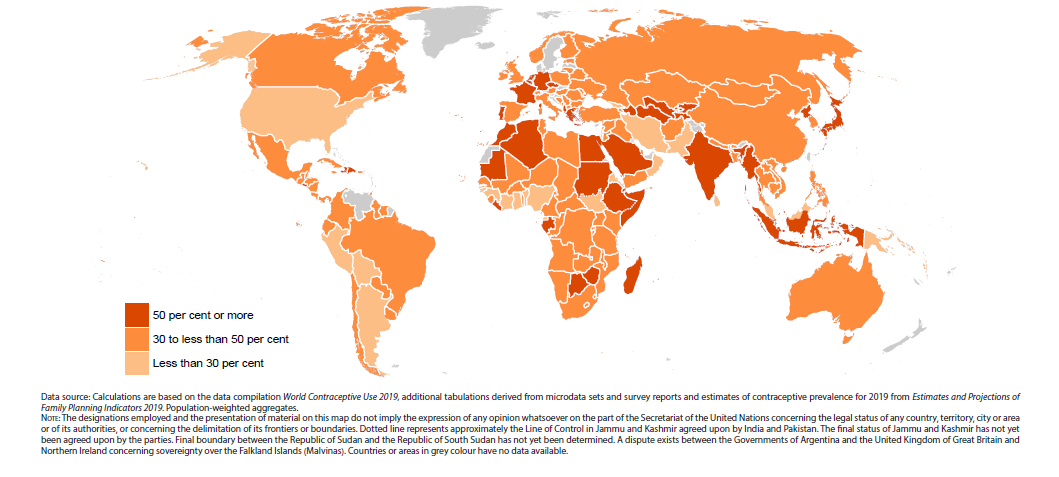 50 per cent or more
30 to less than 50 per cent
Less than 30 per cent
Data source: Calculations are based on the data compilation World Contraceptive Use 2019, additional tabulations derived from microdata sets and survey reports and estimates of contraceptive prevalence for 2019 from Estimates and Projections of
Family Planning Indicators 2019. Population-weighted aggregates.
NOTE: The designations employed and the presentation of material on this map do not imply the expression of any opinion whatsoever on the part of the Secretariat of the United Nations concerning the legal status of any country, territory, city or area
or of its authorities, or concerning the delimitation of its frontiers or boundaries. Dotted line represents approximately the Line of Control in Jammu and Kashmir agreed upon by India and Pakistan. The final status of Jammu and Kashmir has not yet
been agreed upon by the parties. Final boundary between the Republic of Sudan and the Republic of South Sudan has not yet been determined. A dispute exists between the Governments of Argentina and the United Kingdom of Great Britain and
Northern Ireland concerning sovereignty over the Falkland Islands (Malvinas). Countries or areas in grey colour have no data available.